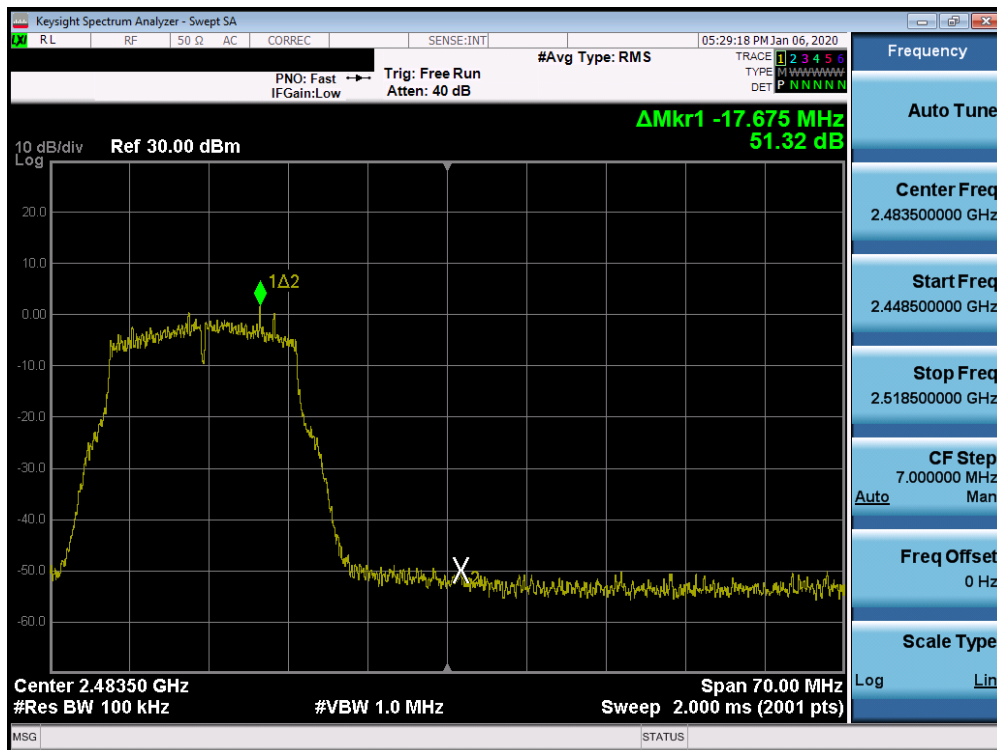 Keysight Spectrum Analyzer - Swept SA
LXI RL RF 50 Ω AC CORREC SENSE:INT 05:29:18 PM Jan 06, 2020
#Avg Type: RMS
TRACE 1 2 3 4 5 6
PNO: Fast Trig: Free Run
TYPE M W W W W W
IFGain:Low Atten: 40 dB
DET P N N N N N
ΔMkr1 -17.675 MHz
51.32 dB
10 dB/div Ref 30.00 dBm
Log
20.0
10.0
1Δ2
0.00
-10.0
-20.0
-30.0
-40.0
-50.0
X2
-60.0
Center 2.48350 GHz Span 70.00 MHz
#Res BW 100 kHz #VBW 1.0 MHz Sweep 2.000 ms (2001 pts)
MSG STATUS
Frequency
Auto Tune
Center Freq
2.483500000 GHz
Start Freq
2.448500000 GHz
Stop Freq
2.518500000 GHz
CF Step
7.000000 MHz
Auto Man
Freq Offset
0 Hz
Scale Type
Log Lin